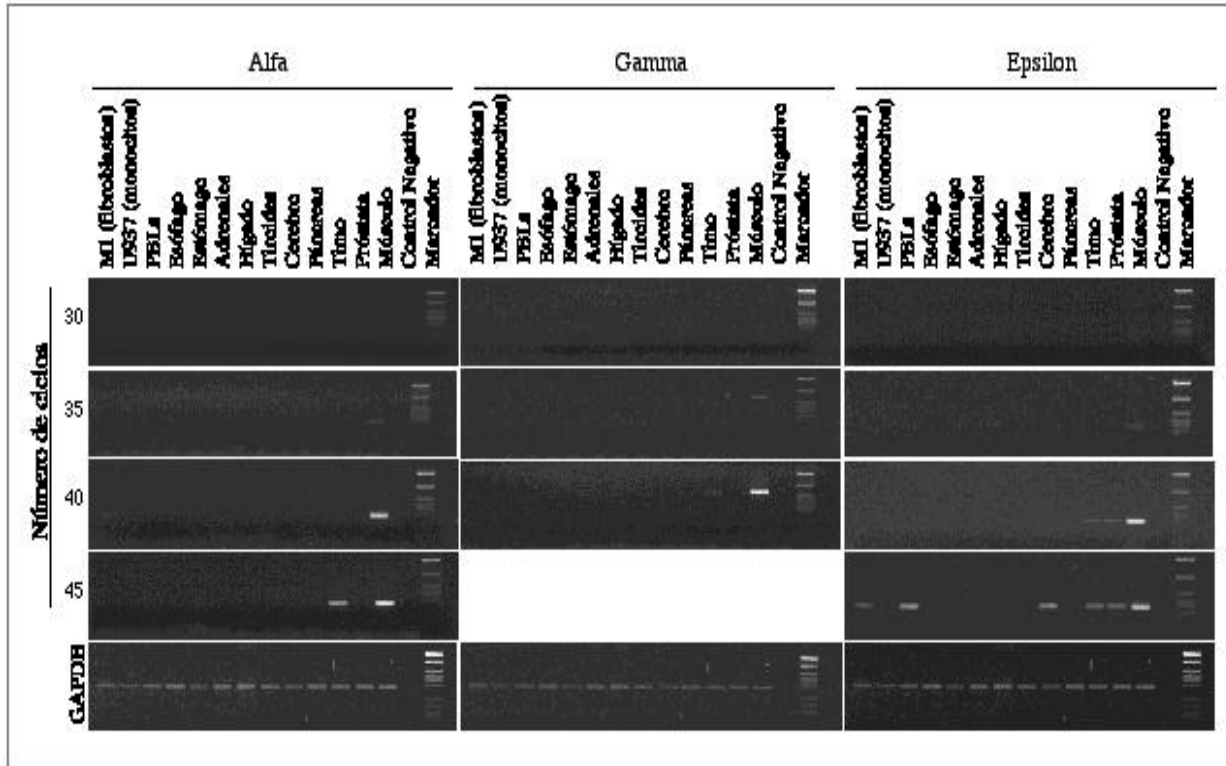 Alfa
Gamma
Epsilon
M1 (fibroblastos)
U937 (monocitos)
PBLs
Esófago
Estómago
Adrenales
Hígado
Tiroides
Cerebro
Páncreas
Timo
Próstata
Músculo
Control Nagativo
Marcador
M1 (fibroblastos)
U937 (monocitos)
PBLs
Esófago
Estómago
Adrenales
Hígado
Tiroides
Cerebro
Páncreas
Timo
Próstata
Músculo
Control Nagativo
Marcador
M1 (fibroblastos)
U937 (monocitos)
PBLs
Esófago
Estómago
Adrenales
Hígado
Tiroides
Cerebro
Páncreas
Timo
Próstata
Músculo
Control Nagativo
Marcador
Número de ciclos
30
35
40
45
GAPDH